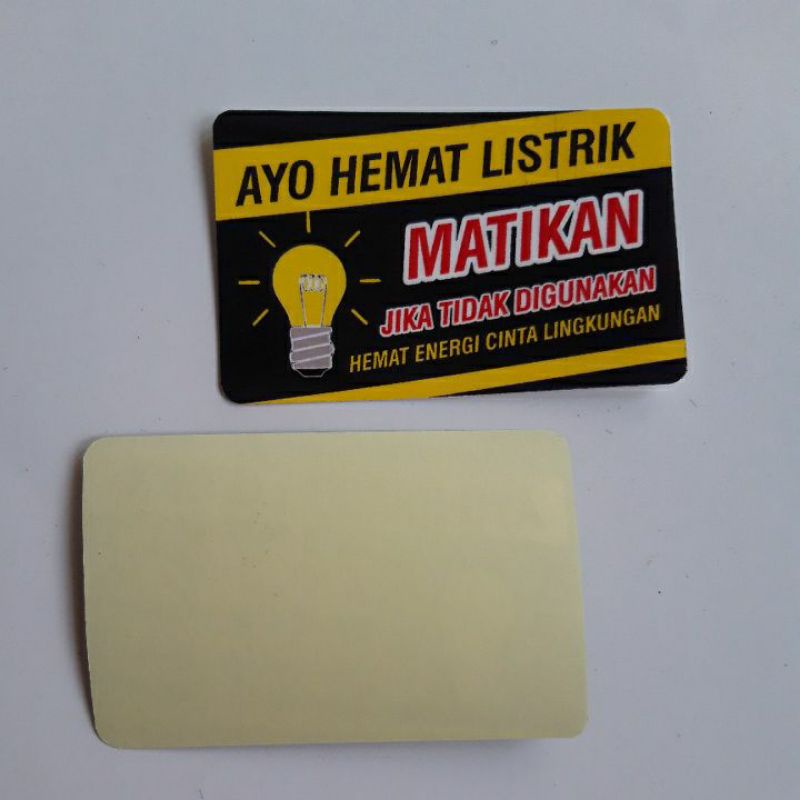 AYO HEMAT LISTRIK
MATIKAN
JIKA TIDAK DIGUNAKAN
HEMAT ENERGI CINTA LINGKUNGAN